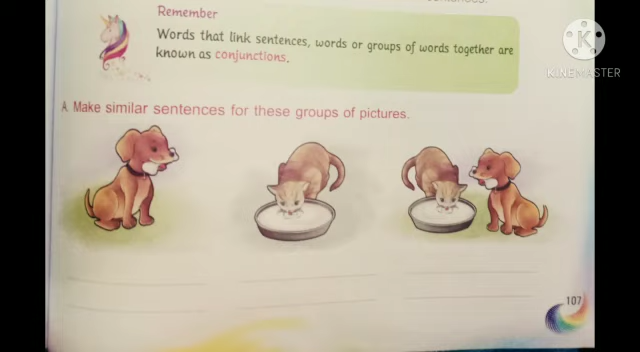 Remember
Words that link sentences, words or groups of words together are
known as conjunctions.
KINEMASTER
A. Make similar sentences for these groups of pictures.
107